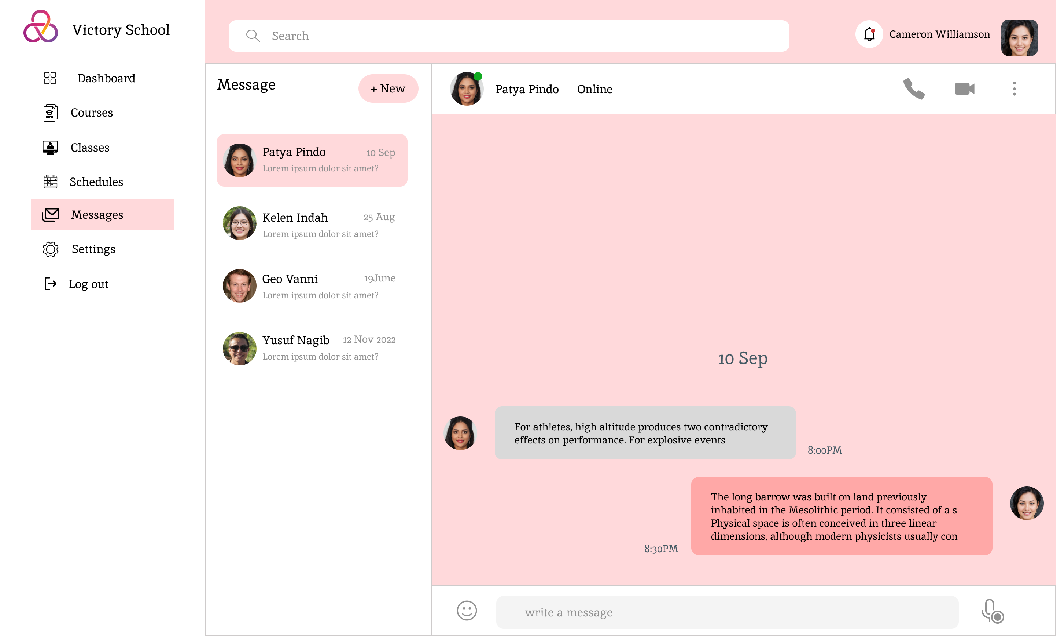 Victory School
Search
Cameron Williamson
Dashboard
Courses
Classes
Schedules
Messages
Settings
Log out
Message
+ New
Patya Pindo
10 Sep
Lorem ipsum dolor sit amet?
Kelen Indah
25 Aug
Lorem ipsum dolor sit amet?
Geo Vanni
19June
Lorem ipsum dolor sit amet?
Yusuf Nagib
12 Nov 2022
Lorem ipsum dolor sit amet?
Patya Pindo
Online
10 Sep
For athletes, high altitude produces two contradictory
effects on performance. For explosive events
8:00PM
The long barrow was built on land previously
inhabited in the Mesolithic period. It consisted of a s
Physical space is often conceived in three linear
dimensions, although modern physicists usually con
8:30PM
write a message